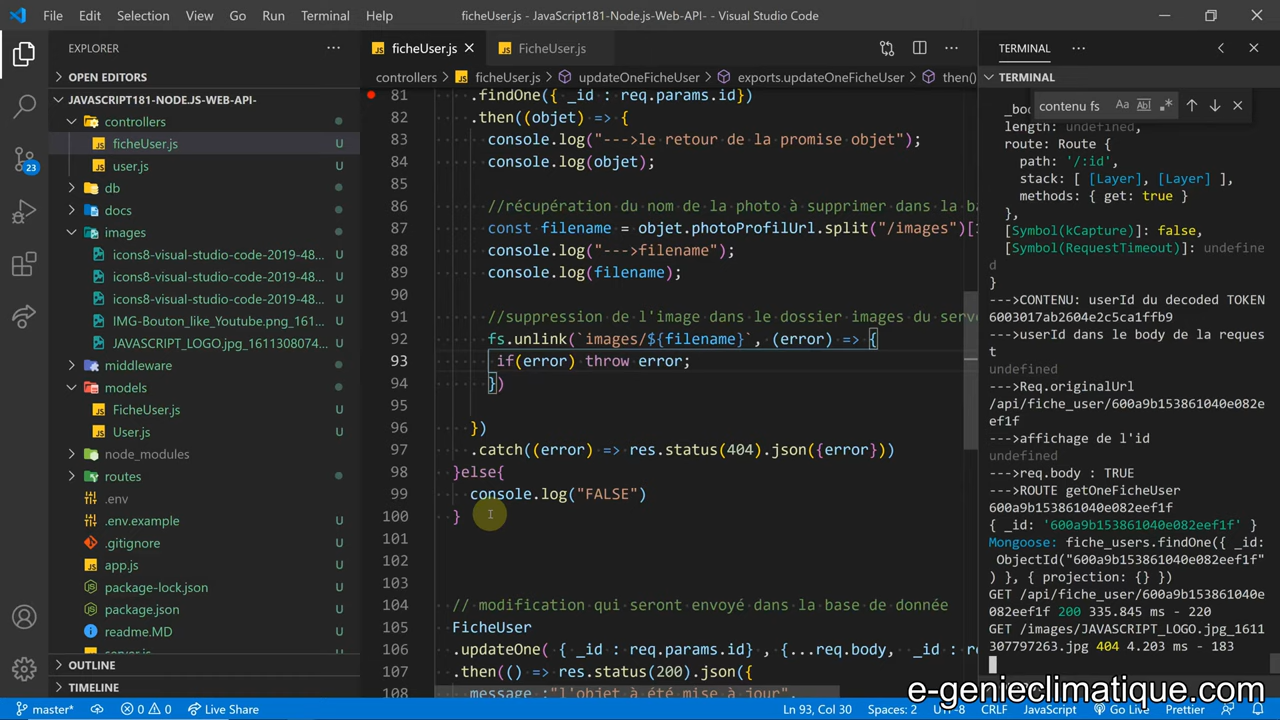 File Edit Selection View Go Run Terminal Help ficheUser.js - JavaScript181-Node.js-Web-API- - Visual Studio Code
EXPLORER
OPEN EDITORS
JAVASCRIPT181-NODE.JS-WEB-API-
controllers
ficheUser.js U
user.js U
db
docs
images
icons8-visual-studio-code-2019-48... U
icons8-visual-studio-code-2019-48... U
icons8-visual-studio-code-2019-48... U
IMG-Bouton_like_Youtube.png_161... U
JAVASCRIPT_LOGO.jpg_1611308074... U
middleware
models
FicheUser.js U
User.js U
node_modules
routes
.env
.env.example U
.gitignore U
app.js U
package-lock.json U
package.json U
readme.MD U
server.js U
OUTLINE
TIMELINE
23
JS ficheUser.js JS FicheUser.js
controllers > JS ficheUser.js > updateOneFicheUser > exports.updateOneFicheUser > then()
81 .findOne({ _id : req.params.id})
82 .then((objet) => {
83 console.log("--->le retour de la promise objet");
84 console.log(objet);
85
86 //récupération du nom de la photo à supprimer dans la ba
87 const filename = objet.photoProfilUrl.split("/images")[1
88 console.log("--->filename");
89 console.log(filename);
90
91 //suppression de l'image dans le dossier images du serv
92 fs.unlink(`images/${filename}`, (error) => {
93 if(error) throw error;
94 })
95
96 })
97 .catch((error) => res.status(404).json({error}))
98 }else{
99 console.log("FALSE")
100 }
101
102
103
104 // modification qui seront envoyé dans la base de donnée
105 FicheUser
106 .updateOne( { _id : req.params.id} , {...req.body, _id : re
107 .then(() => res.status(200).json({
108 message :"l'objet à été mise à jour",
TERMINAL
TERMINAL
contenu fs Aa Abl .*
_bo
length: undefined,
route: Route {
path: '/:id',
stack: [ [Layer], [Layer] ],
methods: { get: true }
},
[Symbol(kCapture)]: false,
[Symbol(RequestTimeout)]: undefine
d
}
--->CONTENU: userId du decoded TOKEN
6003017ab2604e2c5ca1ffb9
--->userId dans le body de la reques
t
undefined
--->Req.originalUrl
/api/fiche_user/600a9b153861040e082e
ef1f
--->affichage de l'id
undefined
--->req.body : TRUE
--->ROUTE getOneFicheUser
600a9b153861040e082eef1f
{ _id: '600a9b153861040e082eef1f' }
Mongoose: fiche_users.findOne({ _id:
ObjectId("600a9b153861040e082eef1f"
) }, { projection: {} })
GET /api/fiche_user/600a9b153861040e
082eef1f 200 335.845 ms - 220
GET /images/JAVASCRIPT_LOGO.jpg_1611
307797263.jpg 404 4.203 ms - 183
e-genieclimatique.com
master* 0 0 Live Share Ln 93, Col 30 Spaces: 2 UTF-8 CRLF JavaScript Go Live Prettier